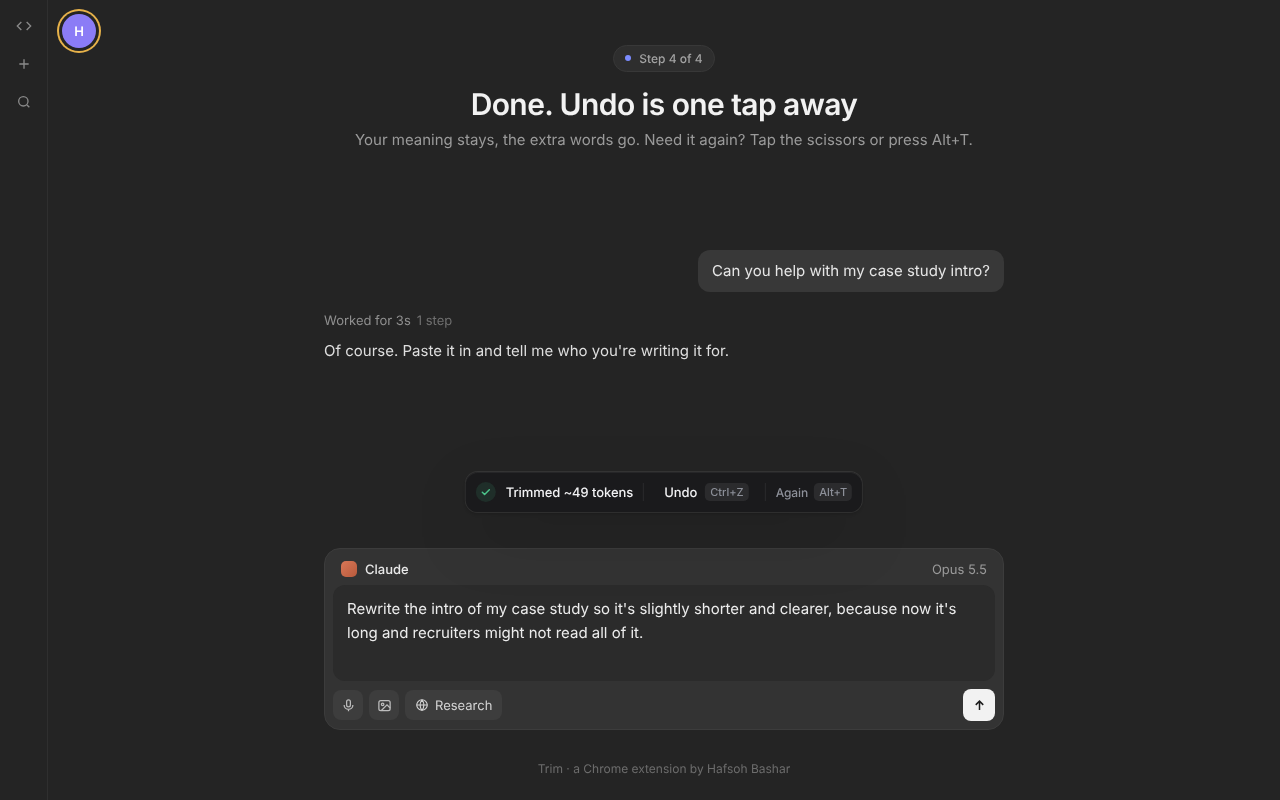 H
Step 4 of 4
Done. Undo is one tap away
Your meaning stays, the extra words go. Need it again? Tap the scissors or press Alt+T.
Can you help with my case study intro?
Worked for 3s 1 step
Of course. Paste it in and tell me who you're writing it for.
Trimmed ~49 tokens Undo Ctrl+Z Again Alt+T
Claude Opus 5.5
Rewrite the intro of my case study so it's slightly shorter and clearer, because now it's
long and recruiters might not read all of it.
Research
Trim · a Chrome extension by Hafsoh Bashar